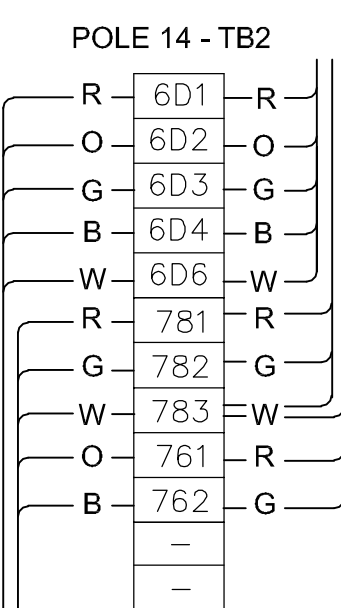 POLE 14 - TB2
R 6D1 R
O 6D2 O
G 6D3 G
B 6D4 B
W 6D6 W
R 781 R
G 782 G
W 783 W
O 761 R
B 762 G
-
-